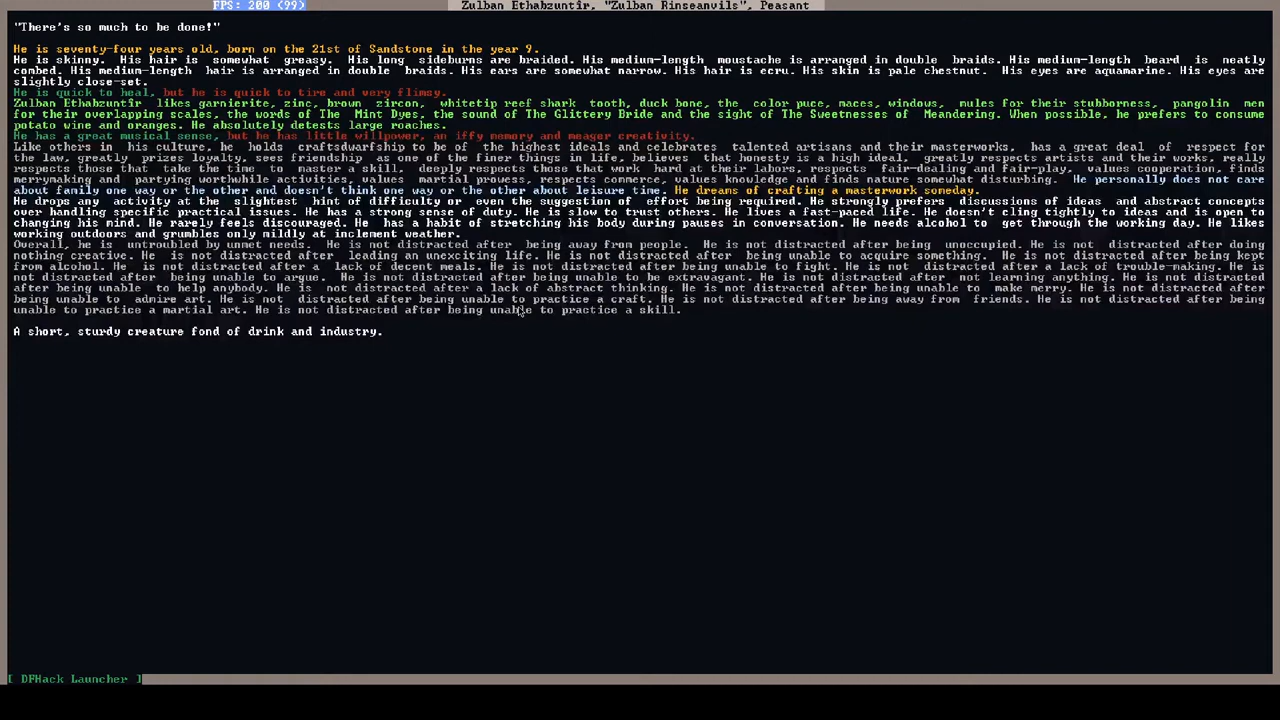 FPS: 200 (99)
Zulban Ethabzuntîr, "Zulban Rinseanvils", Peasant
"There's so much to be done!"
He is seventy-four years old, born on the 21st of Sandstone in the year 9.
He is skinny. His hair is somewhat greasy. His long sideburns are braided. His medium-length moustache is arranged in double braids. His medium-length beard is neatly
combed. His medium-length hair is arranged in double braids. His ears are somewhat narrow. His hair is ecru. His skin is pale chestnut. His eyes are aquamarine. His eyes are
slightly close-set.
He is quick to heal, but he is quick to tire and very flimsy.
Zulban Ethabzuntîr likes garnierite, zinc, brown zircon, whitetip reef shark tooth, duck bone, the color puce, maces, windows, mules for their stubborness, pangolin men
for their overlapping scales, the words of The Mint Dyes, the sound of The Glittery Bride and the sight of The Sweetnesses of Meandering. When possible, he prefers to consume
potato wine and oranges. He absolutely detests large roaches.
He has a great musical sense, but he has little willpower, an iffy memory and meager creativity.
Like others in his culture, he holds craftsdwarfship to be of the highest ideals and celebrates talented artisans and their masterworks, has a great deal of respect for
the law, greatly prizes loyalty, sees friendship as one of the finer things in life, believes that honesty is a high ideal, greatly respects artists and their works, really
respects those that take the time to master a skill, deeply respects those that work hard at their labors, respects fair-dealing and fair-play, values cooperation, finds
merrymaking and partying worthwhile activities, values martial prowess, respects commerce, values knowledge and finds nature somewhat disturbing. He personally does not care
about family one way or the other and doesn't think one way or the other about leisure time. He dreams of crafting a masterwork someday.
He drops any activity at the slightest hint of difficulty or even the suggestion of effort being required. He strongly prefers discussions of ideas and abstract concepts
over handling specific practical issues. He has a strong sense of duty. He is slow to trust others. He lives a fast-paced life. He doesn't cling tightly to ideas and is open to
changing his mind. He rarely feels discouraged. He has a habit of stretching his body during pauses in conversation. He needs alcohol to get through the working day. He likes
working outdoors and grumbles only mildly at inclement weather.
Overall, he is untroubled by unmet needs. He is not distracted after being away from people. He is not distracted after being unoccupied. He is not distracted after doing
nothing creative. He is not distracted after leading an unexciting life. He is not distracted after being unable to acquire something. He is not distracted after being kept
from alcohol. He is not distracted after a lack of decent meals. He is not distracted after being unable to fight. He is not distracted after a lack of trouble-making. He is
not distracted after being unable to argue. He is not distracted after being unable to be extravagant. He is not distracted after not learning anything. He is not distracted
after being unable to help anybody. He is not distracted after a lack of abstract thinking. He is not distracted after being unable to make merry. He is not distracted after
being unable to admire art. He is not distracted after being unable to practice a craft. He is not distracted after being away from friends. He is not distracted after being
unable to practice a martial art. He is not distracted after being unable to practice a skill.
A short, sturdy creature fond of drink and industry.
[ DFHack Launcher ]